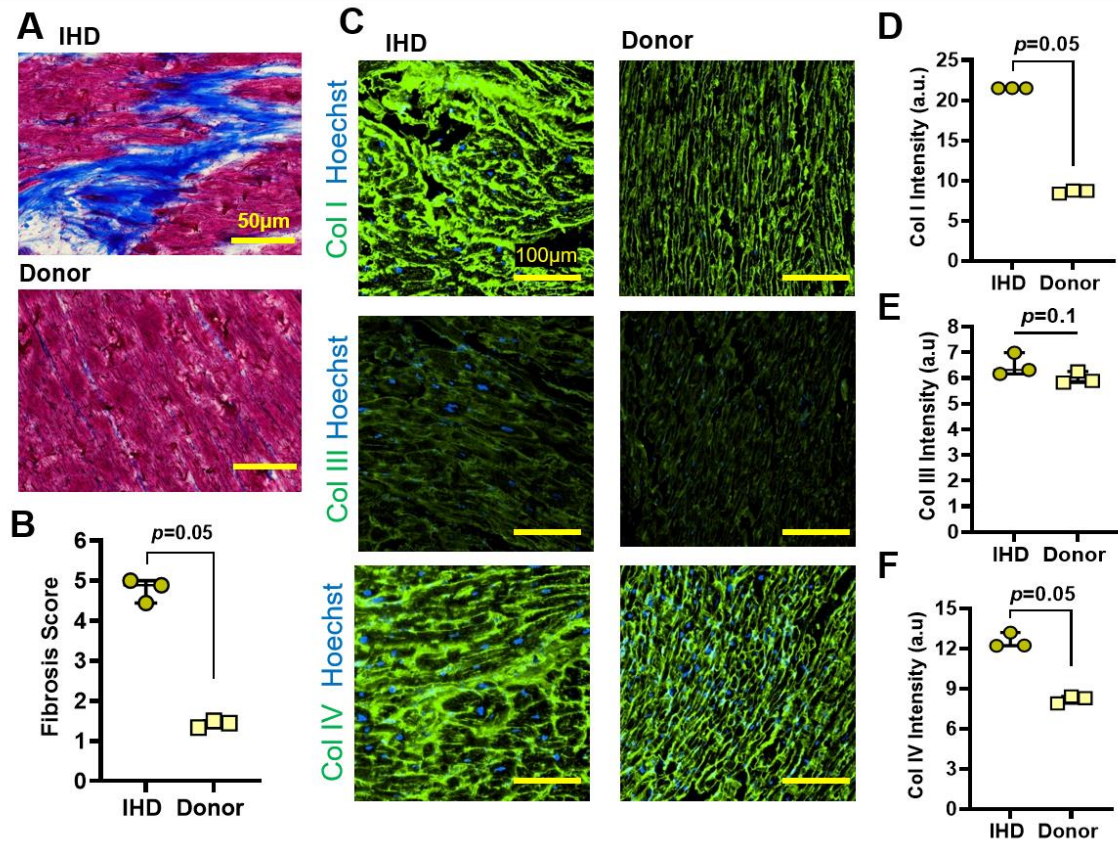 A
IHD
50µm
Donor
B
Fibrosis Score
6
5
4
3
2
1
0
p=0.05
IHD Donor
C
IHD
Donor
Col I Hoechst
100µm
Col III Hoechst
Col IV Hoechst
D
p=0.05
Col I Intensity (a.u.)
25
20
15
10
5
0
IHD Donor
E
p=0.1
Col III Intensity (a.u)
8
7
6
5
4
3
2
1
0
IHD Donor
F
p=0.05
Col IV Intensity (a.u)
15
12
9
6
3
0
IHD Donor